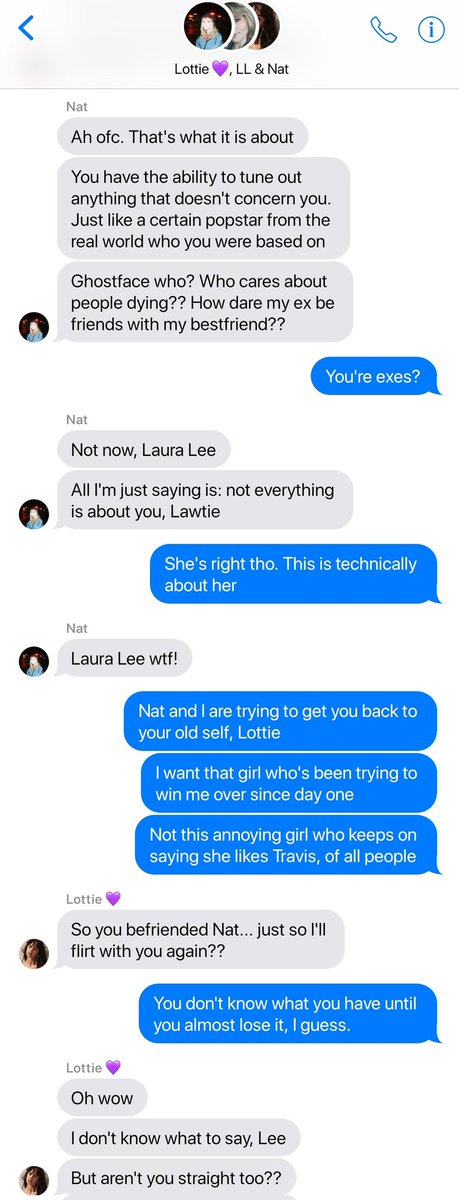 Lottie 💜, LL & Nat
Nat
Ah ofc. That's what it is about
You have the ability to tune out
anything that doesn't concern you.
Just like a certain popstar from the
real world who you were based on
Ghostface who? Who cares about
people dying?? How dare my ex be
friends with my bestfriend??
You're exes?
Nat
Not now, Laura Lee
All I'm just saying is: not everything
is about you, Lawtie
She's right tho. This is technically
about her
Nat
Laura Lee wtf!
Nat and I are trying to get you back to
your old self, Lottie
I want that girl who's been trying to
win me over since day one
Not this annoying girl who keeps on
saying she likes Travis, of all people
Lottie 💜
So you befriended Nat... just so I'll
flirt with you again??
You don't know what you have until
you almost lose it, I guess.
Lottie 💜
Oh wow
I don't know what to say, Lee
But aren't you straight too??